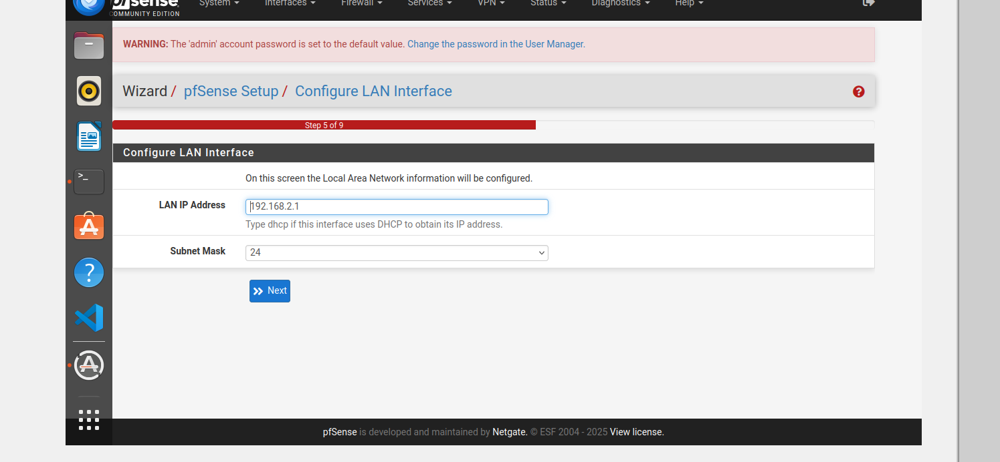 pfsense
System Interfaces Firewall Services VPN Status Diagnostics Help
COMMUNITY EDITION
WARNING: The 'admin' account password is set to the default value. Change the password in the User Manager.
Wizard / pfSense Setup / Configure LAN Interface
Step 5 of 9
Configure LAN Interface
On this screen the Local Area Network information will be configured.
LAN IP Address 192.168.2.1
Type dhcp if this interface uses DHCP to obtain its IP address.
Subnet Mask 24
Next
pfSense is developed and maintained by Netgate. © ESF 2004 - 2025 View license.